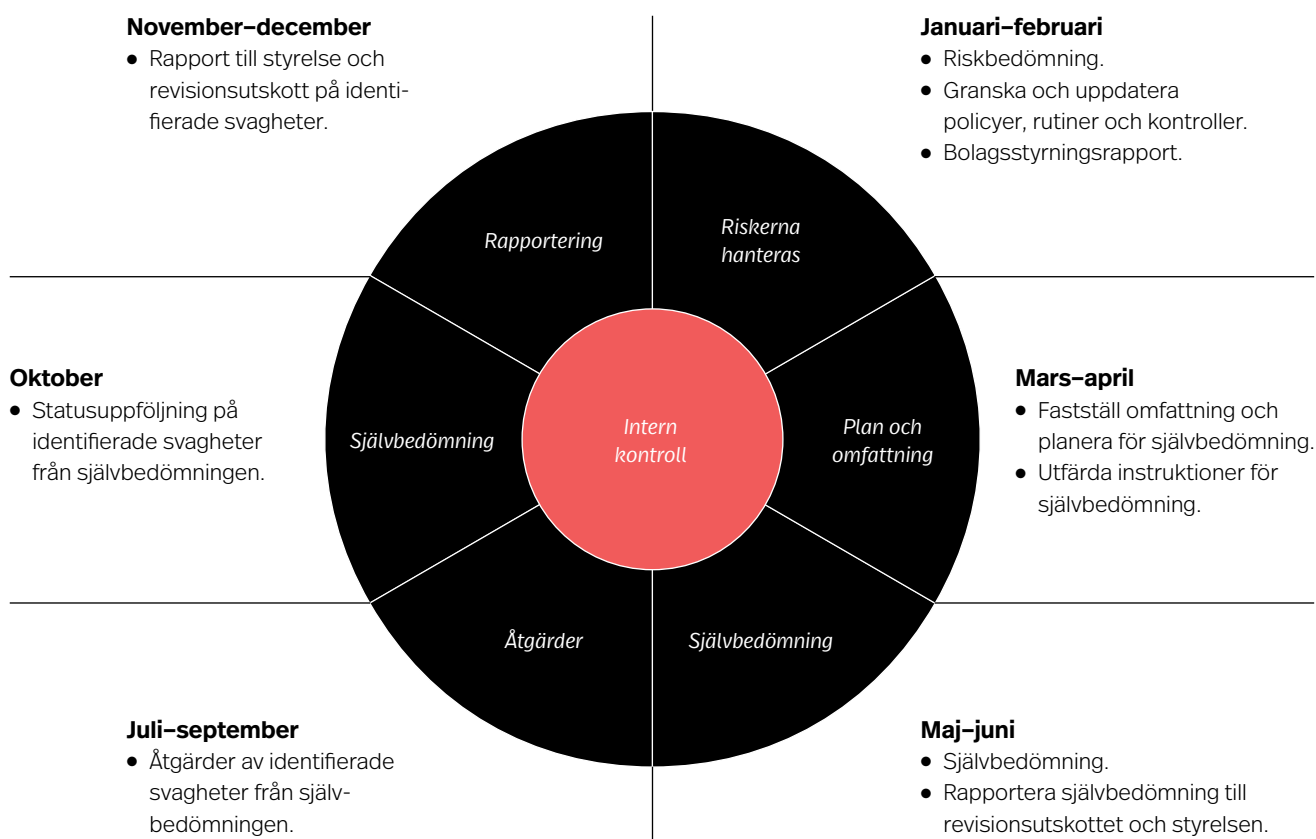 November–december
• Rapport till styrelse och
revisionsutskott på identi-
fierade svagheter.
Januari–februari
• Riskbedömning.
• Granska och uppdatera
policyer, rutiner och kontroller.
• Bolagsstyrningsrapport.
Rapportering
Riskerna
hanteras
Oktober
• Statusuppföljning på
identifierade svagheter
från självbedömningen.
Självbedömning
Intern
kontroll
Plan och
omfattning
Mars–april
• Fastställ omfattning och
planera för självbedömning.
• Utfärda instruktioner för
självbedömning.
Åtgärder
Självbedömning
Juli–september
• Åtgärder av identifierade
svagheter från själv-
bedömningen.
Maj–juni
• Självbedömning.
• Rapportera självbedömning till
revisionsutskottet och styrelsen.